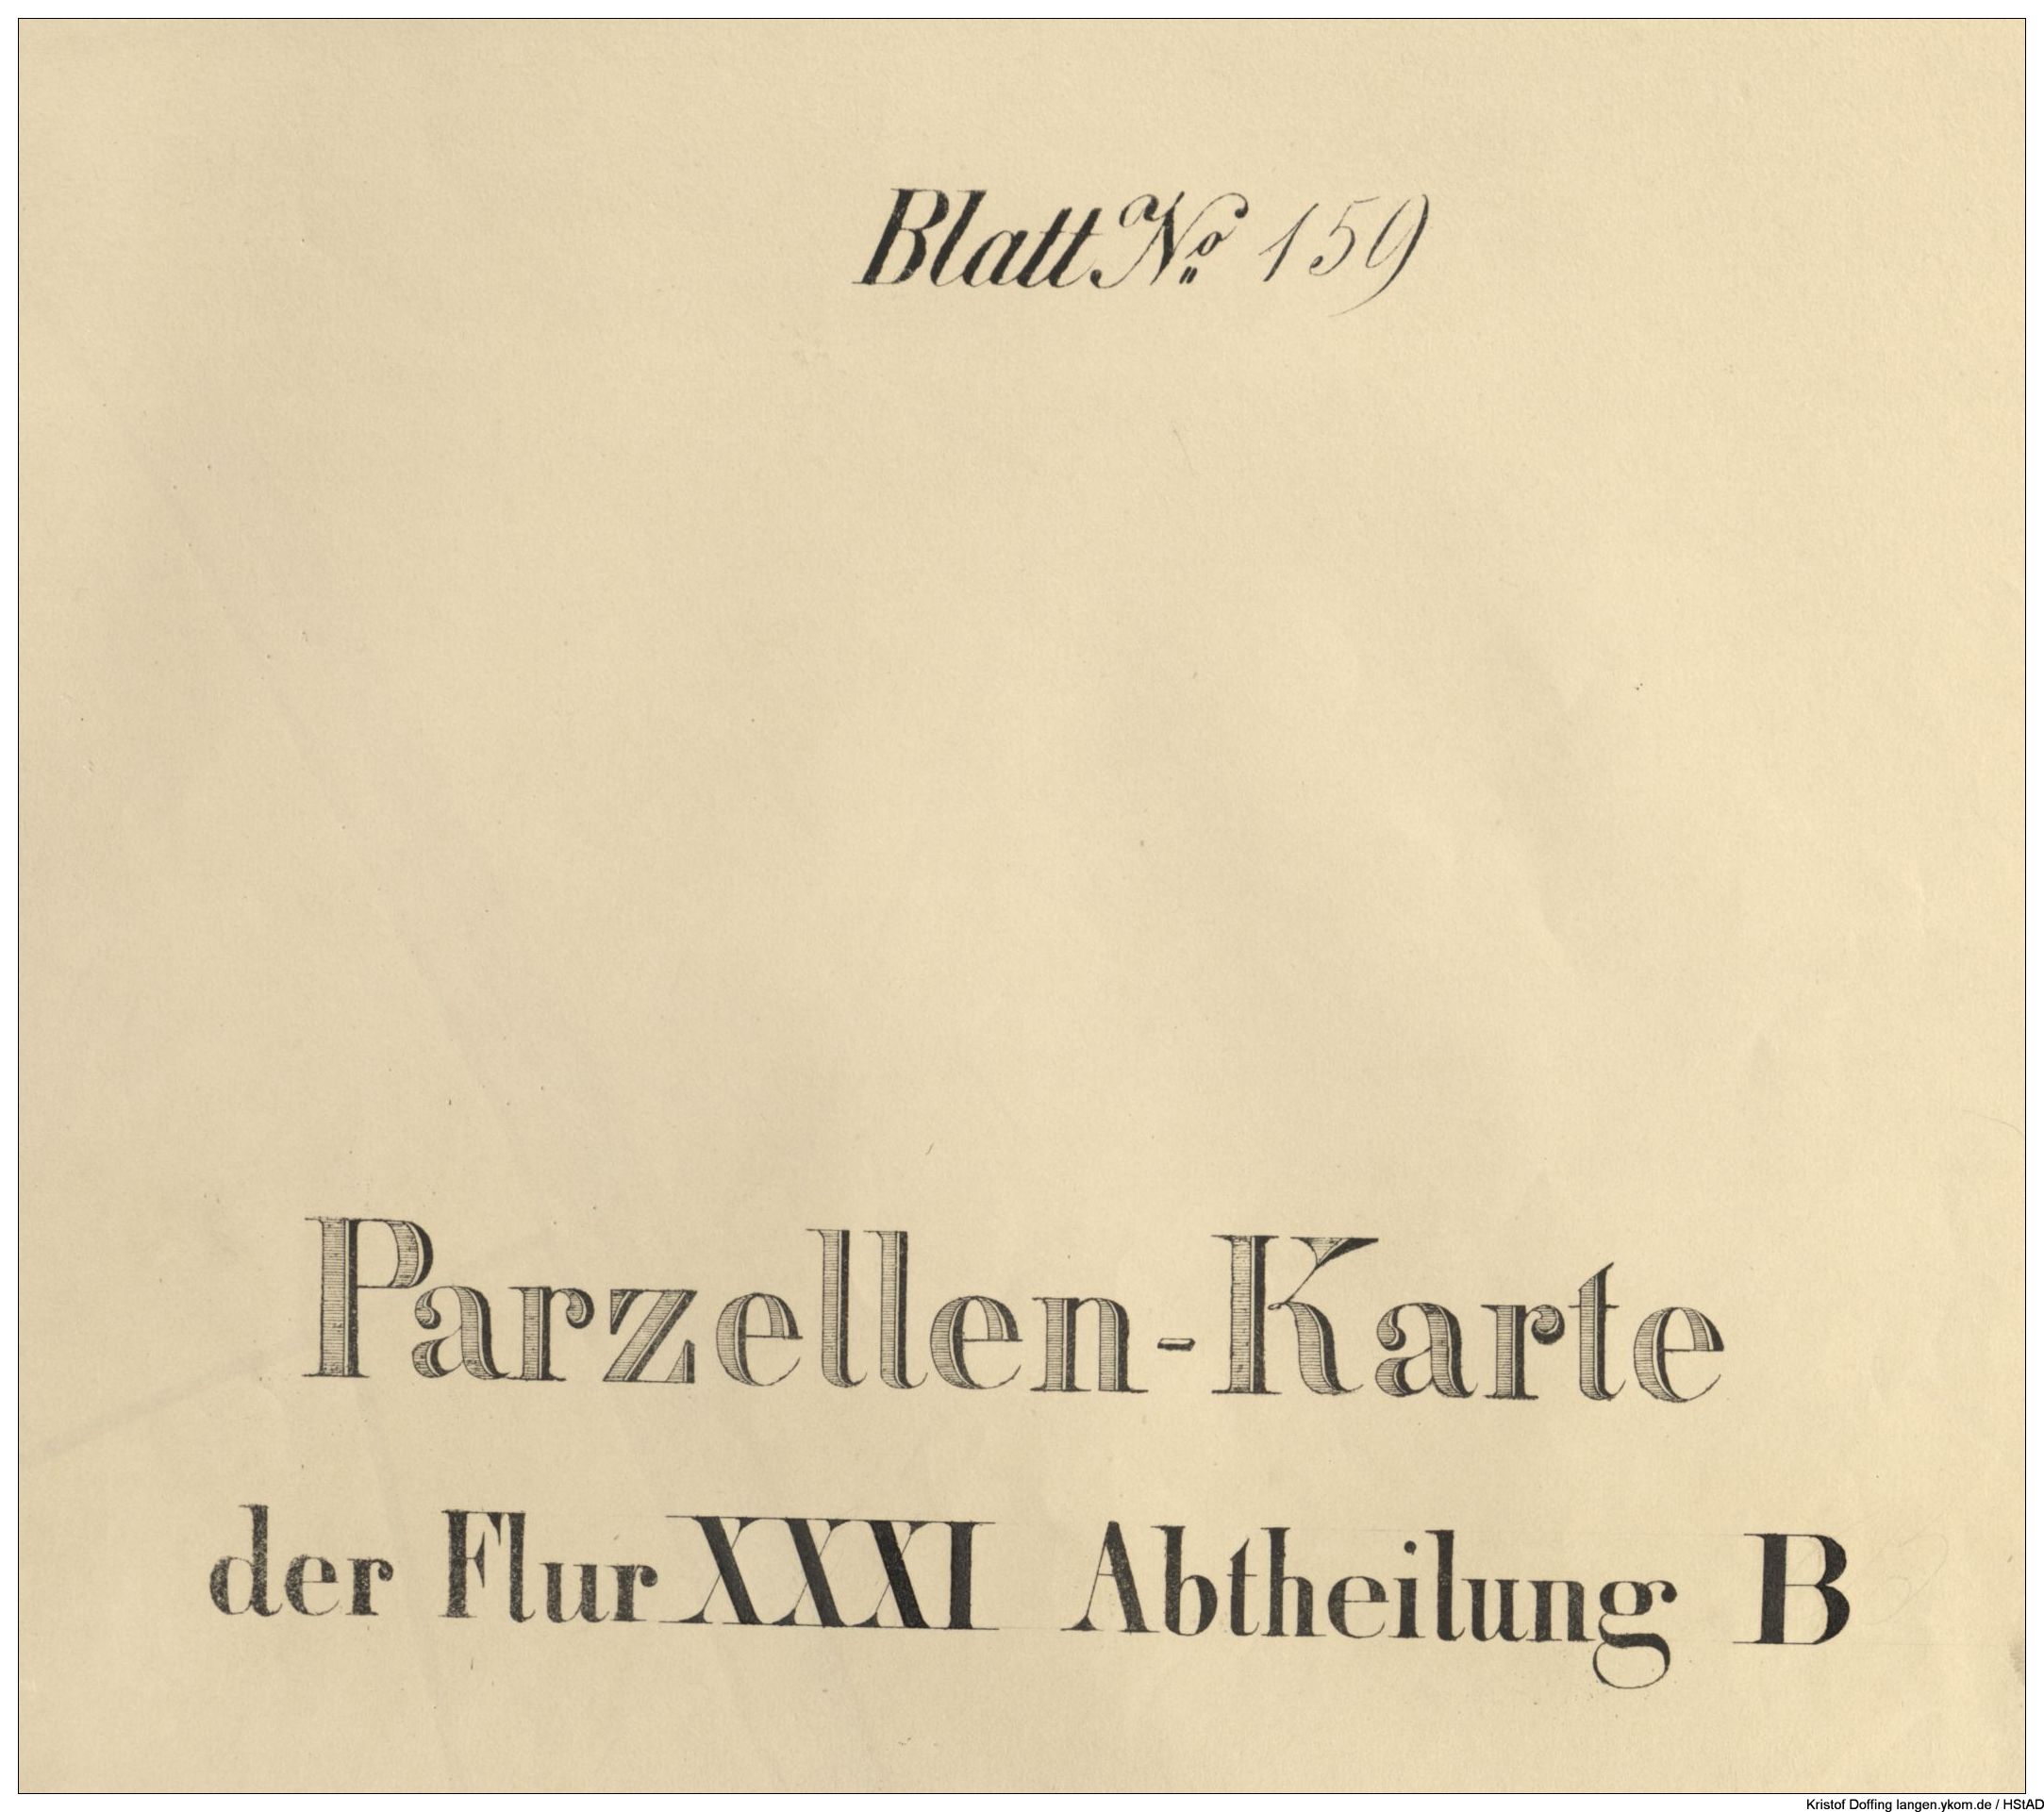 Blatt No. 159
Parzellen-Karte
der Flur XXXI Abtheilung B
Kristof Doffing langen.ykom.de / HStAD